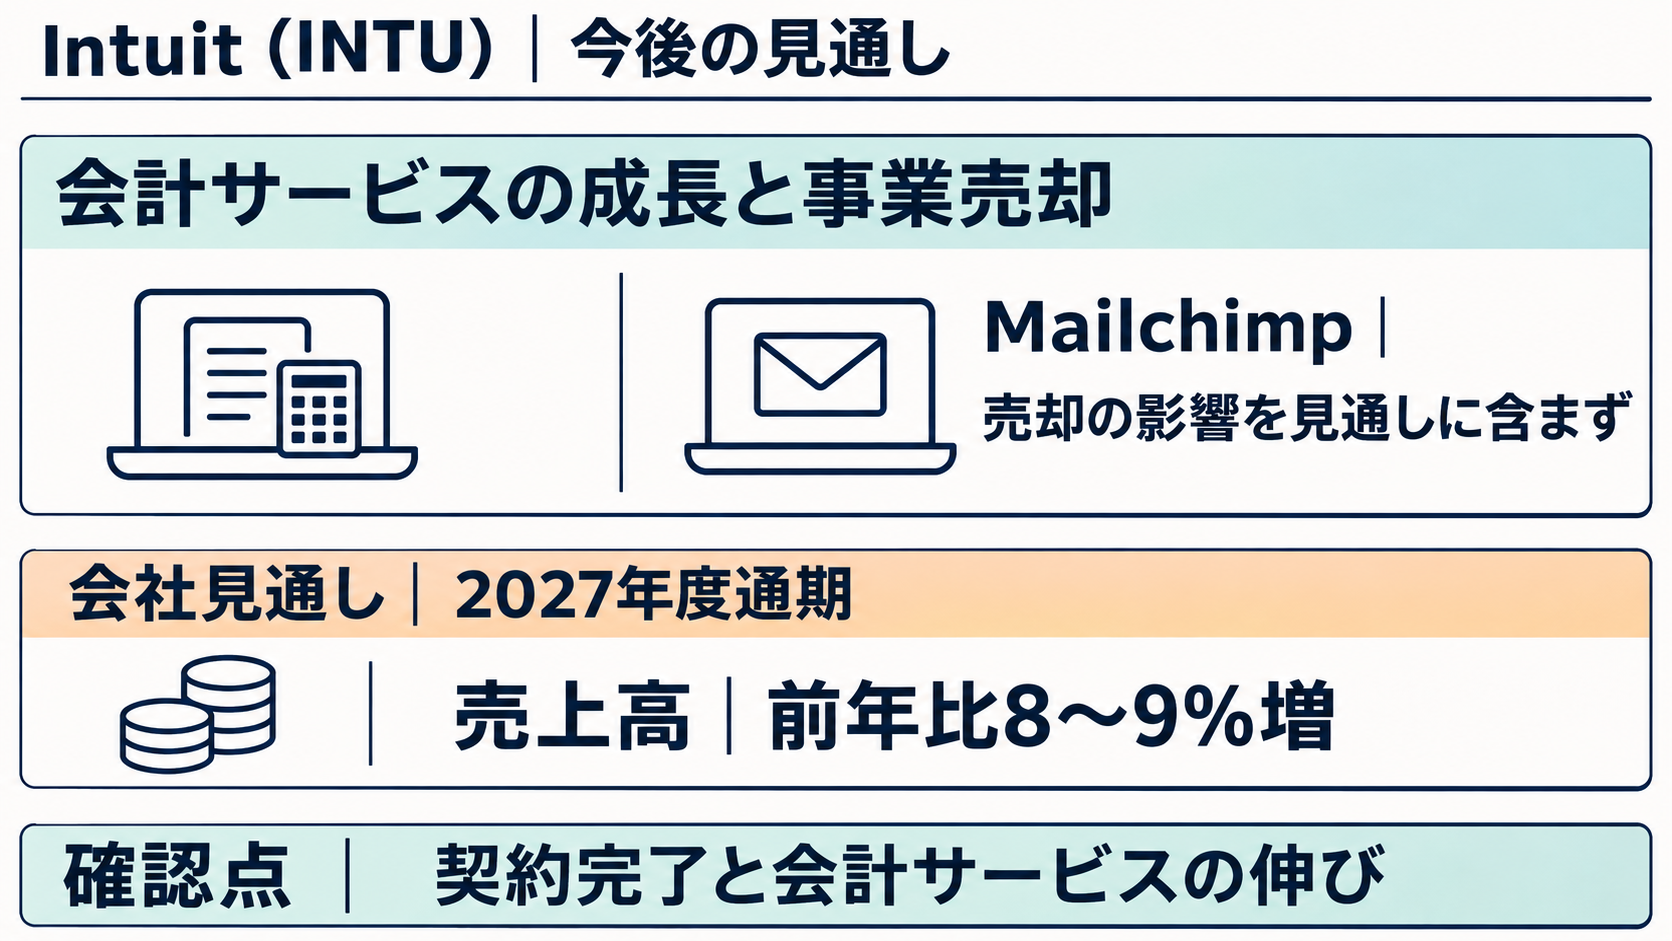 Intuit (INTU)｜今後の見通し
会計サービスの成長と事業売却
Mailchimp｜
売却の影響を見通しに含まず
会社見通し｜2027年度通期
売上高｜前年比8～9%増
確認点｜契約完了と会計サービスの伸び